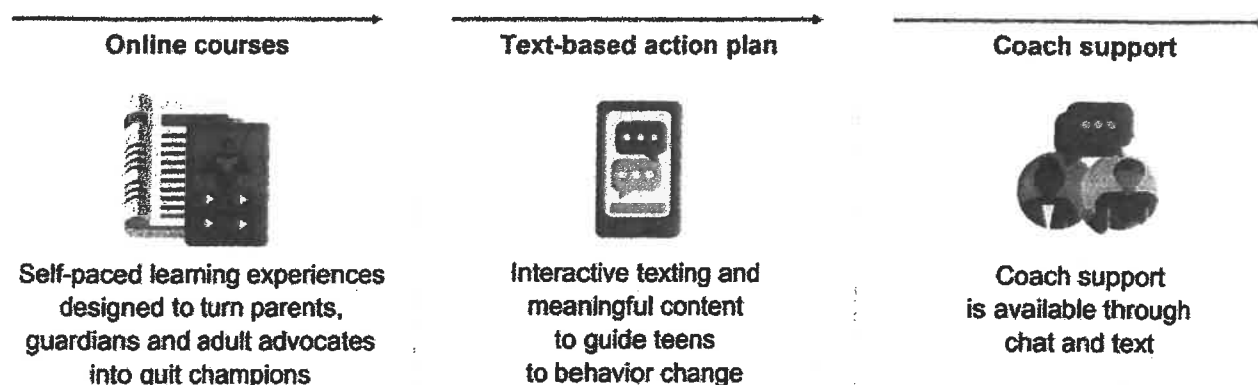 Online courses
Self-paced learning experiences
designed to turn parents,
guardians and adult advocates
into quit champions
Text-based action plan
Interactive texting and
meaningful content
to guide teens
to behavior change
Coach support
Coach support
is available through
chat and text